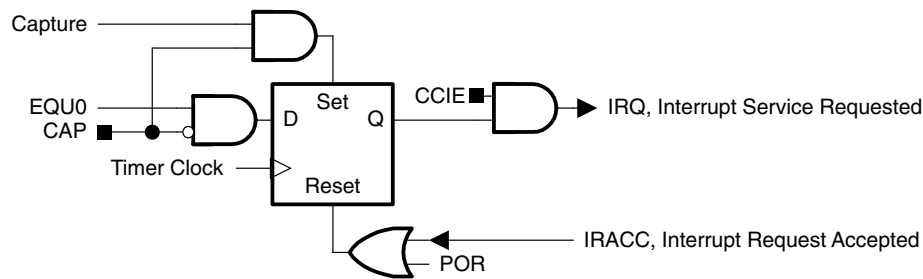 Capture
Set
EQU0
CAP
D
Q
CCIE
IRQ, Interrupt Service Requested
Timer Clock
Reset
IRACC, Interrupt Request Accepted
POR